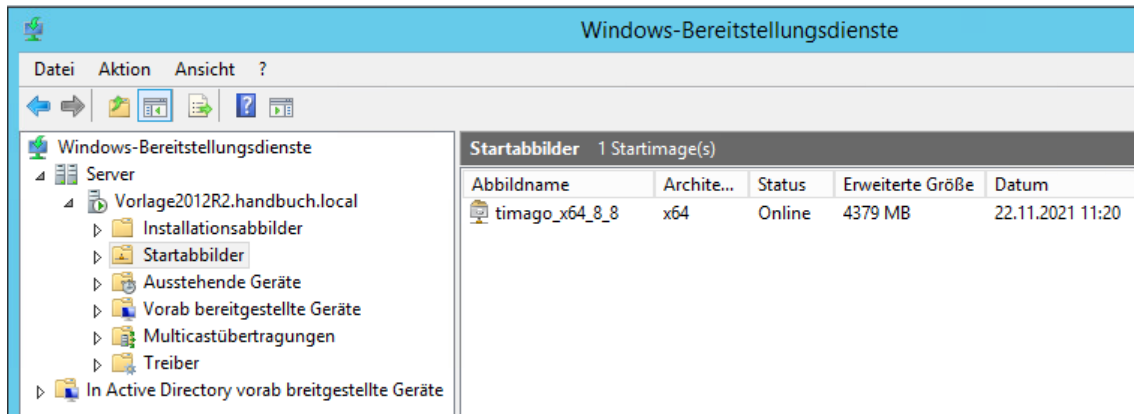 Windows-Bereitstellungsdienste
Datei Aktion Ansicht ?
Windows-Bereitstellungsdienste
Server
Vorlage2012R2.handbuch.local
Installationsabbilder
Startabbilder
Ausstehende Geräte
Vorab bereitgestellte Geräte
Multicastübertragungen
Treiber
In Active Directory vorab breitgestellte Geräte
Startabbilder 1 Startimage(s)
Abbildname Archite... Status Erweiterte Größe Datum
timago_x64_8_8 x64 Online 4379 MB 22.11.2021 11:20